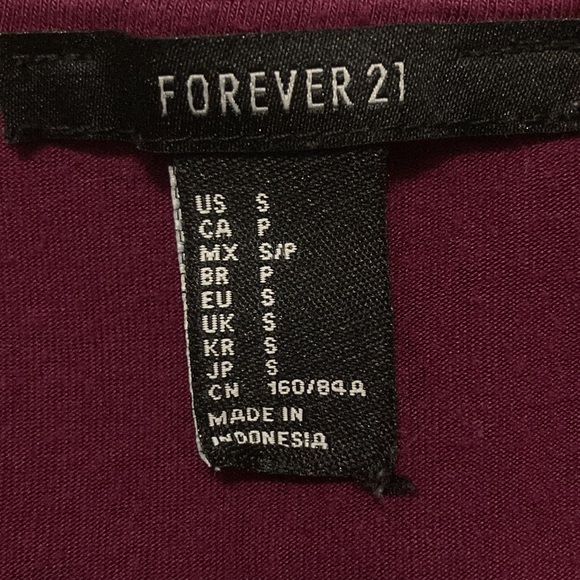 FOREVER 21
US S
CA P
MX S/P
BR P
EU S
UK S
KR S
JP S
CN 160/84A
MADE IN
INDONESIA